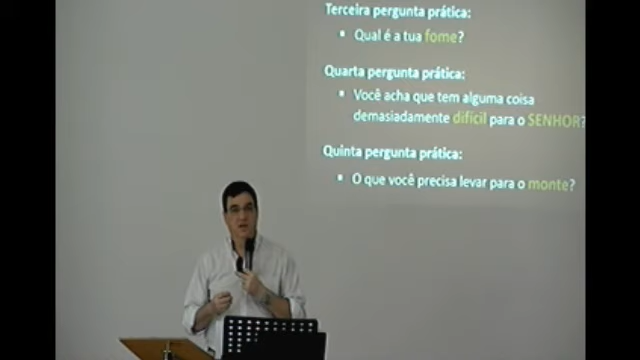 Terceira pergunta prática:
▪ Qual é a tua fome?
Quarta pergunta prática:
▪ Você acha que tem alguma coisa
demasiadamente difícil para o SENHOR?
Quinta pergunta prática:
▪ O que você precisa levar para o monte?